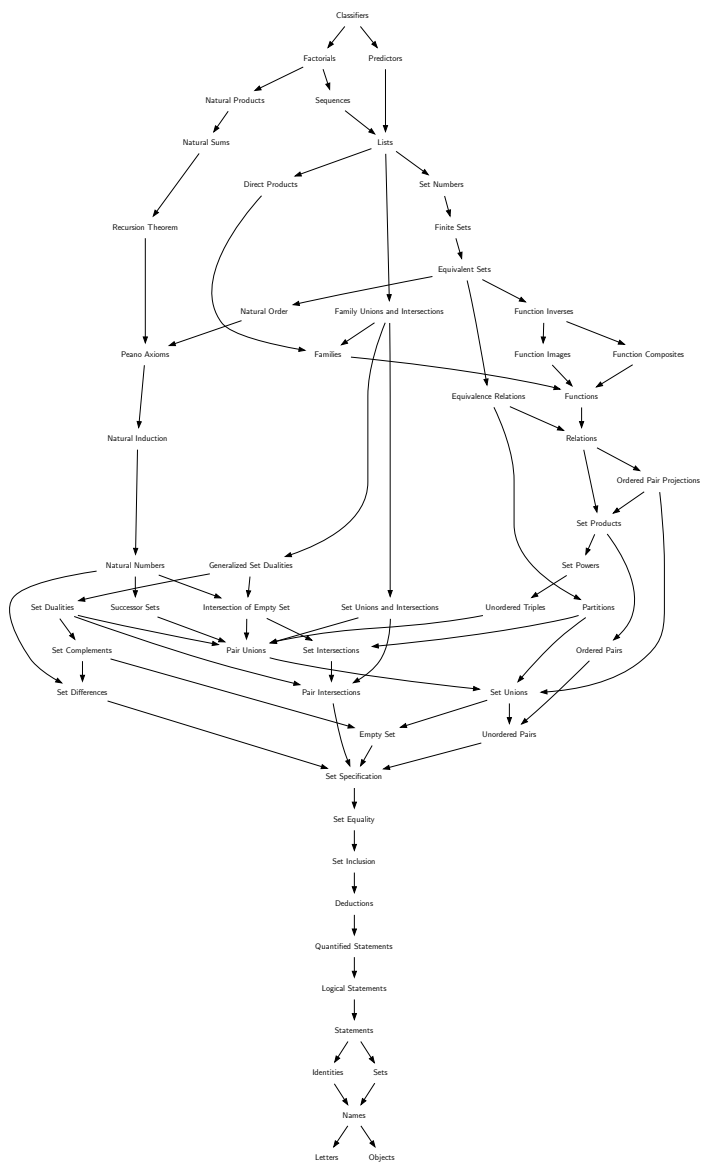 Classifiers
Factorials
Predictors
Natural Products
Sequences
Natural Sums
Lists
Direct Products
Set Numbers
Recursion Theorem
Finite Sets
Equivalent Sets
Natural Order
Family Unions and Intersections
Function Inverses
Peano Axioms
Families
Function Images
Function Composites
Equivalence Relations
Functions
Natural Induction
Relations
Ordered Pair Projections
Set Products
Natural Numbers
Generalized Set Dualities
Set Powers
Set Dualities
Successor Sets
Intersection of Empty Set
Set Unions and Intersections
Unordered Triples
Partitions
Set Complements
Pair Unions
Set Intersections
Ordered Pairs
Set Differences
Pair Intersections
Set Unions
Empty Set
Unordered Pairs
Set Specification
Set Equality
Set Inclusion
Deductions
Quantified Statements
Logical Statements
Statements
Identities
Sets
Names
Letters
Objects